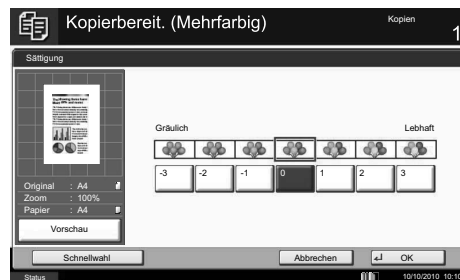 Kopierbereit. (Mehrfarbig)
Kopien
1
Sättigung
Gräulich
Lebhaft
-3 -2 -1 0 1 2 3
Original : A4
Zoom : 100%
Papier : A4
Vorschau
Schnellwahl
Abbrechen
OK
Status
10/10/2010 10:10